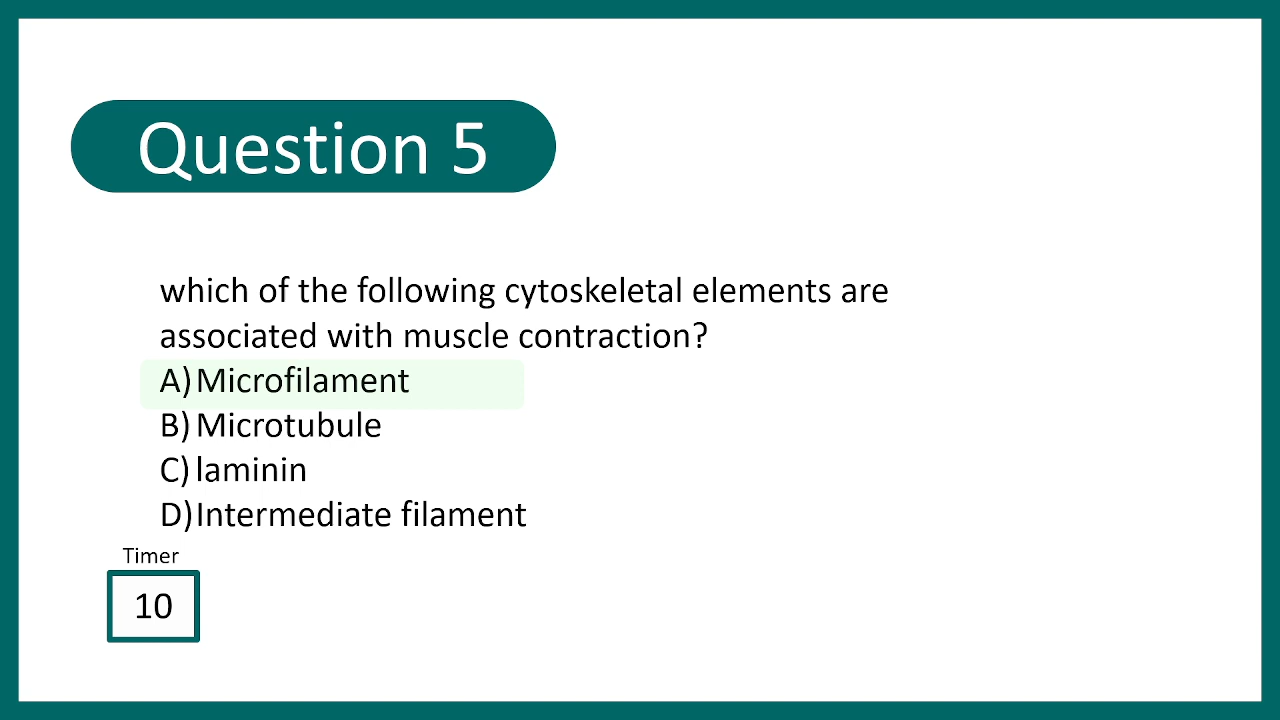 Question 5
which of the following cytoskeletal elements are
associated with muscle contraction?
A) Microfilament
B) Microtubule
C) laminin
D) Intermediate filament
Timer
10